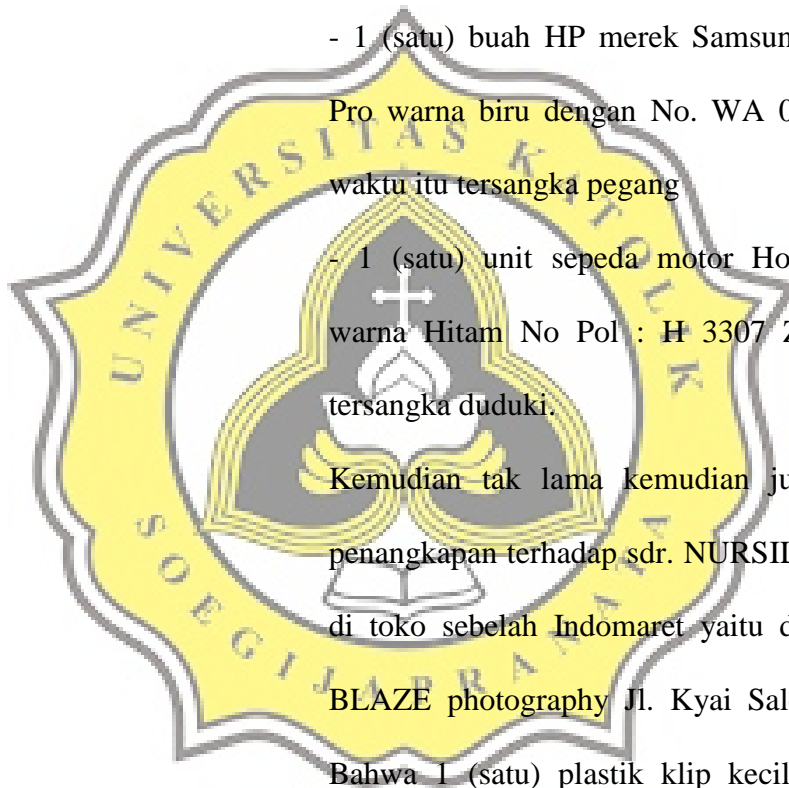 - 1 (satu) buah HP merek Samsun
Pro warna biru dengan No. WA 0
waktu itu tersangka pegang
- 1 (satu) unit sepeda motor Ho
warna Hitam No Pol : H 3307 Z
tersangka duduki.
Kemudian tak lama kemudian ju
penangkapan terhadap sdr. NURSI
di toko sebelah Indomaret yaitu d
BLAZE photography Jl. Kyai Sal
Bahwa 1 (satu) plastik klip kecil
UNIVERSITAS KATOLIK
SOEGIJAPRANATA